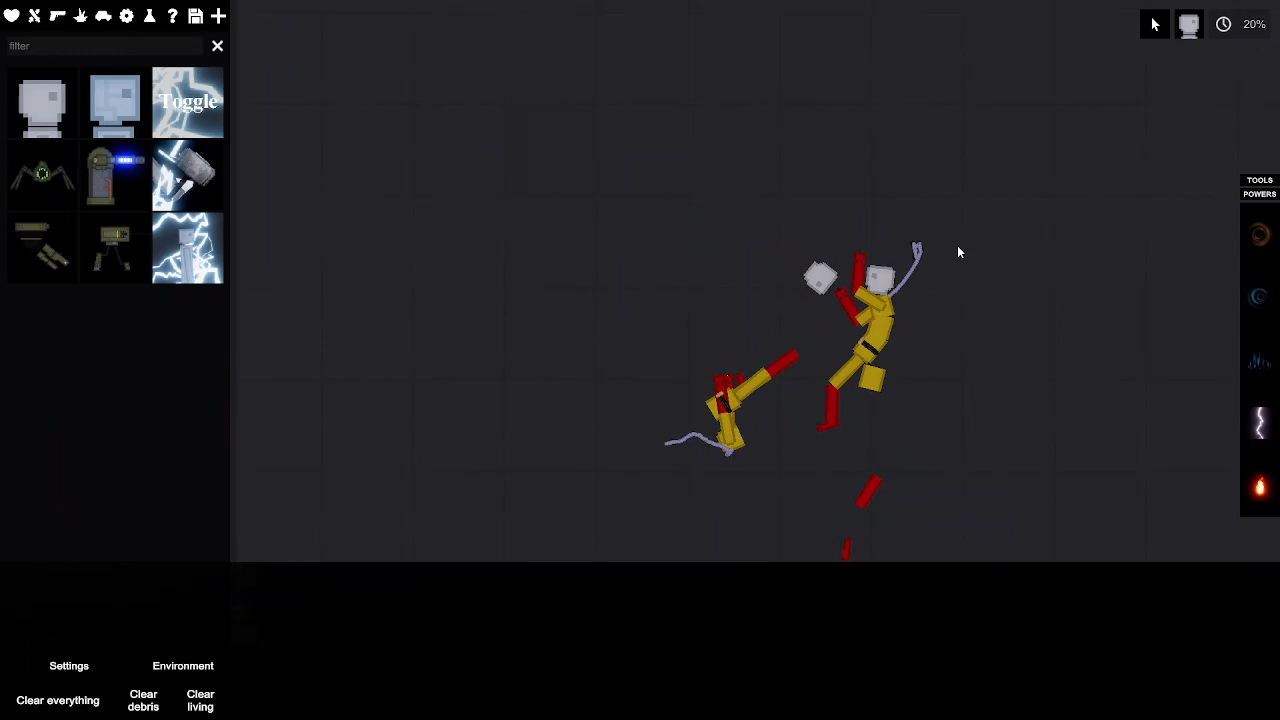 20%
filter
Toggle
TOOLS
POWERS
Settings
Environment
Clear everything
Clear debris
Clear living